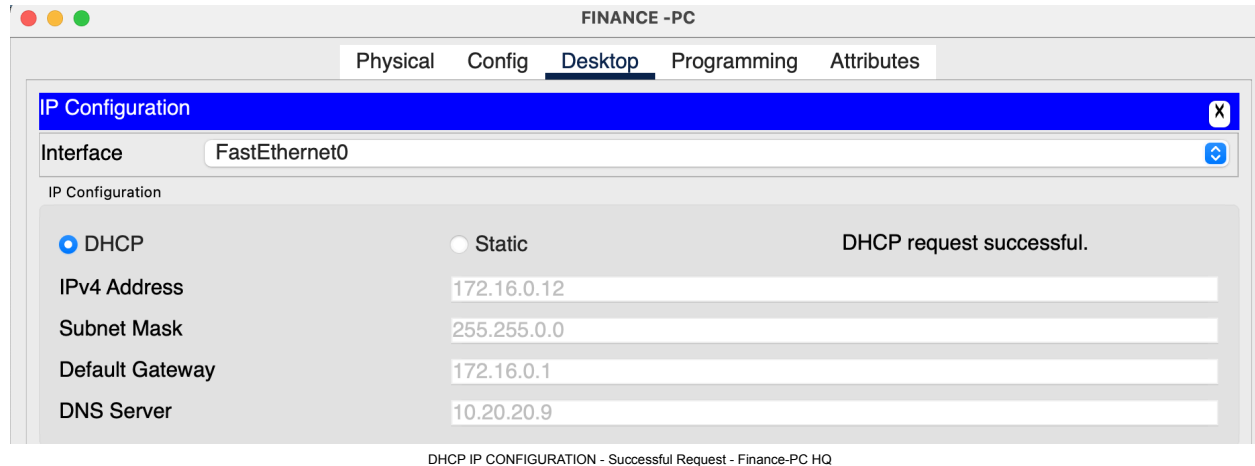 FINANCE -PC
Physical Config Desktop Programming Attributes
IP Configuration X
Interface FastEthernet0
IP Configuration
DHCP Static DHCP request successful.
IPv4 Address 172.16.0.12
Subnet Mask 255.255.0.0
Default Gateway 172.16.0.1
DNS Server 10.20.20.9
DHCP IP CONFIGURATION - Successful Request - Finance-PC HQ